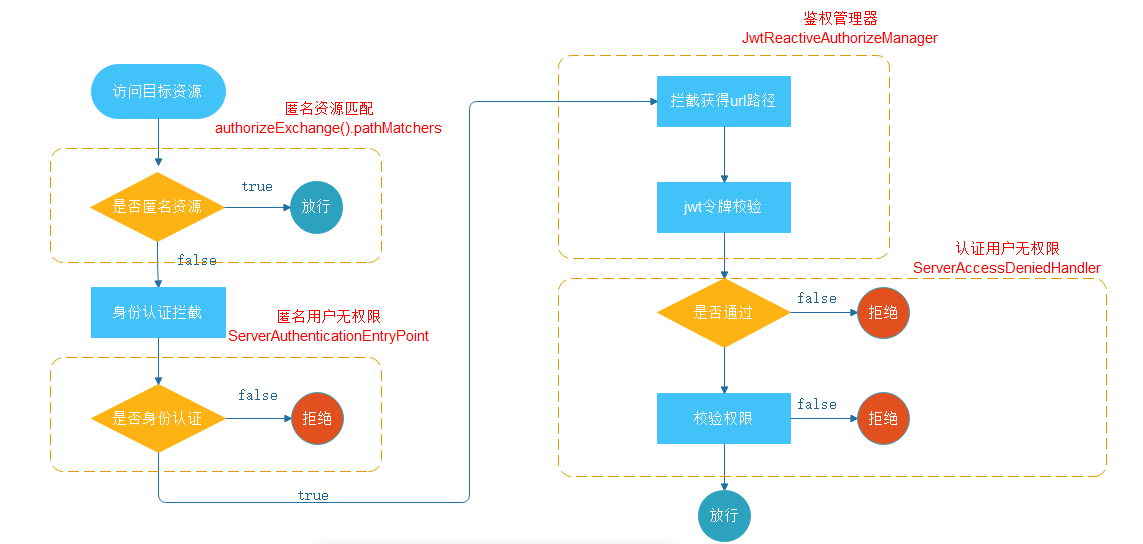 访问目标资源
匿名资源匹配
authorizeExchange().pathMatchers
是否匿名资源
true
放行
false
身份认证拦截
匿名用户无权限
ServerAuthenticationEntryPoint
是否身份认证
false
拒绝
true
鉴权管理器
JwtReactiveAuthorizeManager
拦截获得url路径
jwt令牌校验
认证用户无权限
ServerAccessDeniedHandler
是否通过
false
拒绝
校验权限
false
拒绝
放行